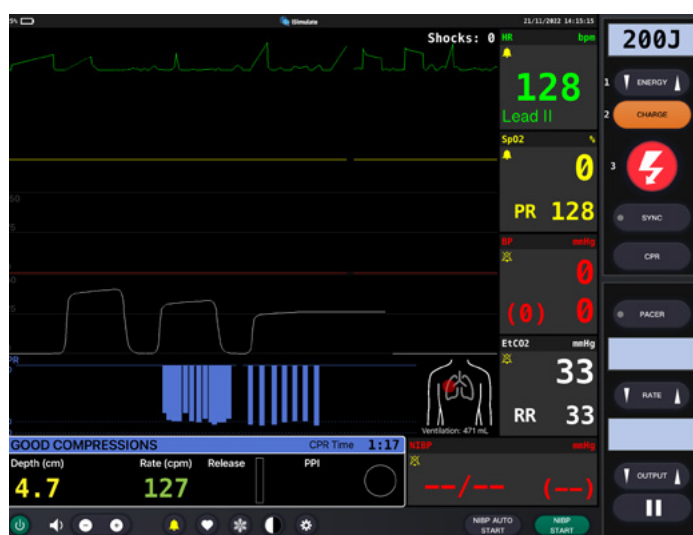 5%
iSimulate
21/11/2022 14:15:15
Shocks: 0
HR bpm
128
Lead II
SpO2 %
0
PR 128
BP mmHg
0
(0) 0
EtCO2 mmHg
33
RR 33
Ventilation: 471 mL
GOOD COMPRESSIONS CPR Time 1:17
Depth (cm) Rate (cpm) Release PPI
4.7 127
NIBP mmHg
--/-- (--)
NIBP AUTO
START
NIBP
START
200J
1 ENERGY
2 CHARGE
3
SYNC
CPR
PACER
RATE
OUTPUT